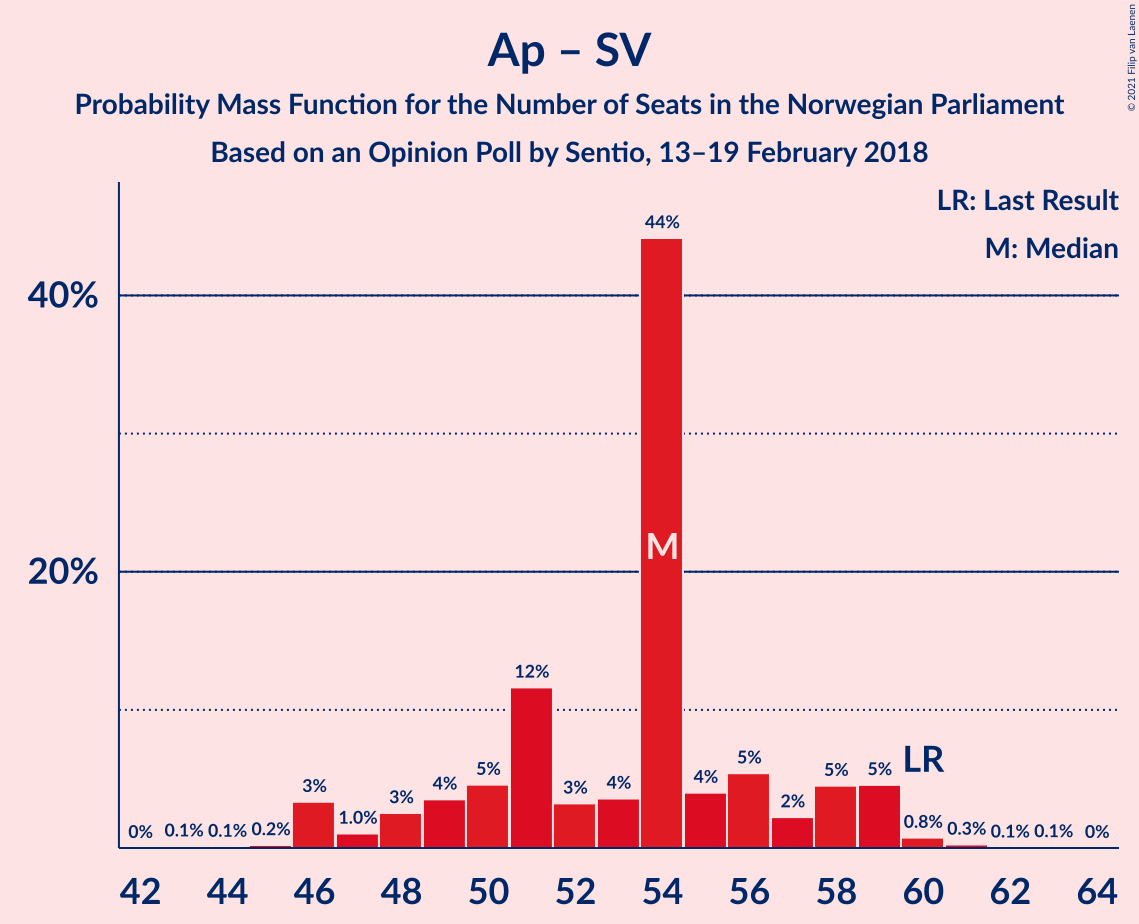 Ap – SV
Probability Mass Function for the Number of Seats in the Norwegian Parliament
Based on an Opinion Poll by Sentio, 13–19 February 2018
© 2021 Filip van Laenen
LR: Last Result
M: Median
44%
40%
M
20%
12%
LR
0%
0.1%
0.1%
0.2%
3%
1.0%
3%
4%
5%
3%
4%
4%
5%
2%
5%
5%
0.8%
0.3%
0.1%
0.1%
0%
42 44 46 48 50 52 54 56 58 60 62 64